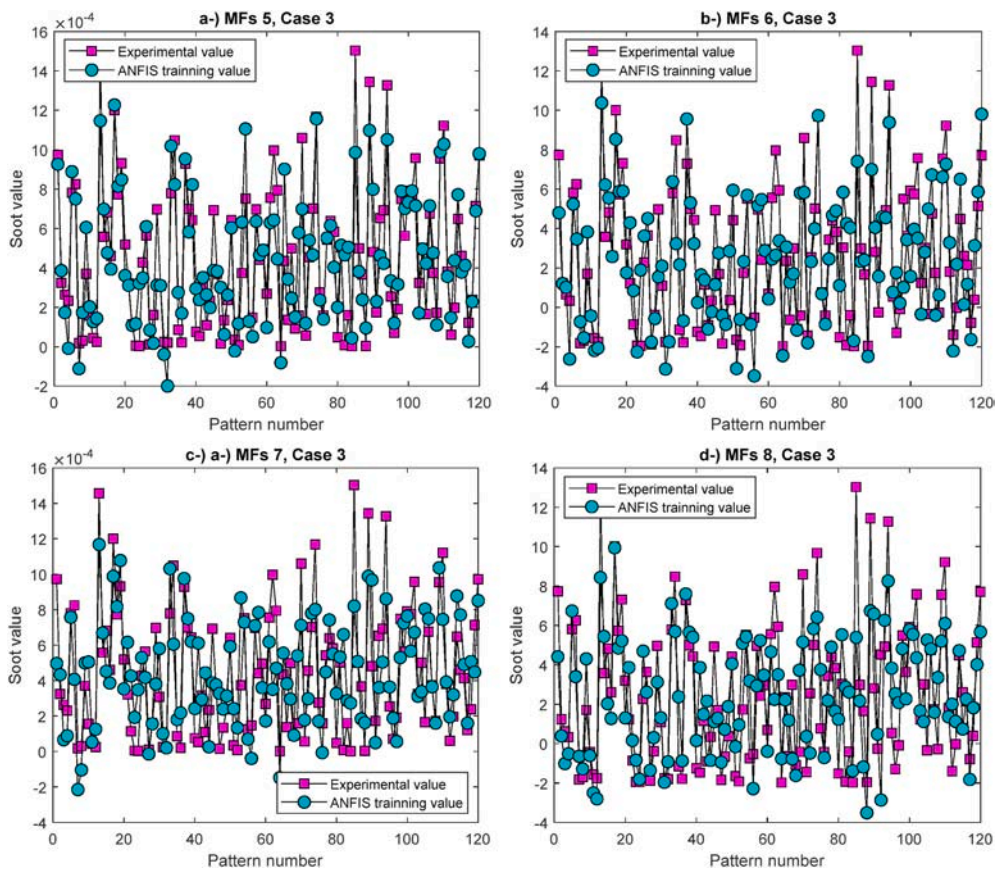 a-) MFs 5, Case 3
×10⁻⁴
16
14
12
10
8
6
4
2
0
-2
Soot value
Experimental value
ANFIS trainning value
0 20 40 60 80 100 120
Pattern number
b-) MFs 6, Case 3
14
12
10
8
6
4
2
0
-2
-4
Soot value
Experimental value
ANFIS trainning value
0 20 40 60 80 100 120
Pattern number
c-) a-) MFs 7, Case 3
×10⁻⁴
16
14
12
10
8
6
4
2
0
-2
-4
Soot value
Experimental value
ANFIS trainning value
0 20 40 60 80 100 120
Pattern number
d-) MFs 8, Case 3
14
12
10
8
6
4
2
0
-2
-4
Soot value
Experimental value
ANFIS trainning value
0 20 40 60 80 100 120
Pattern number